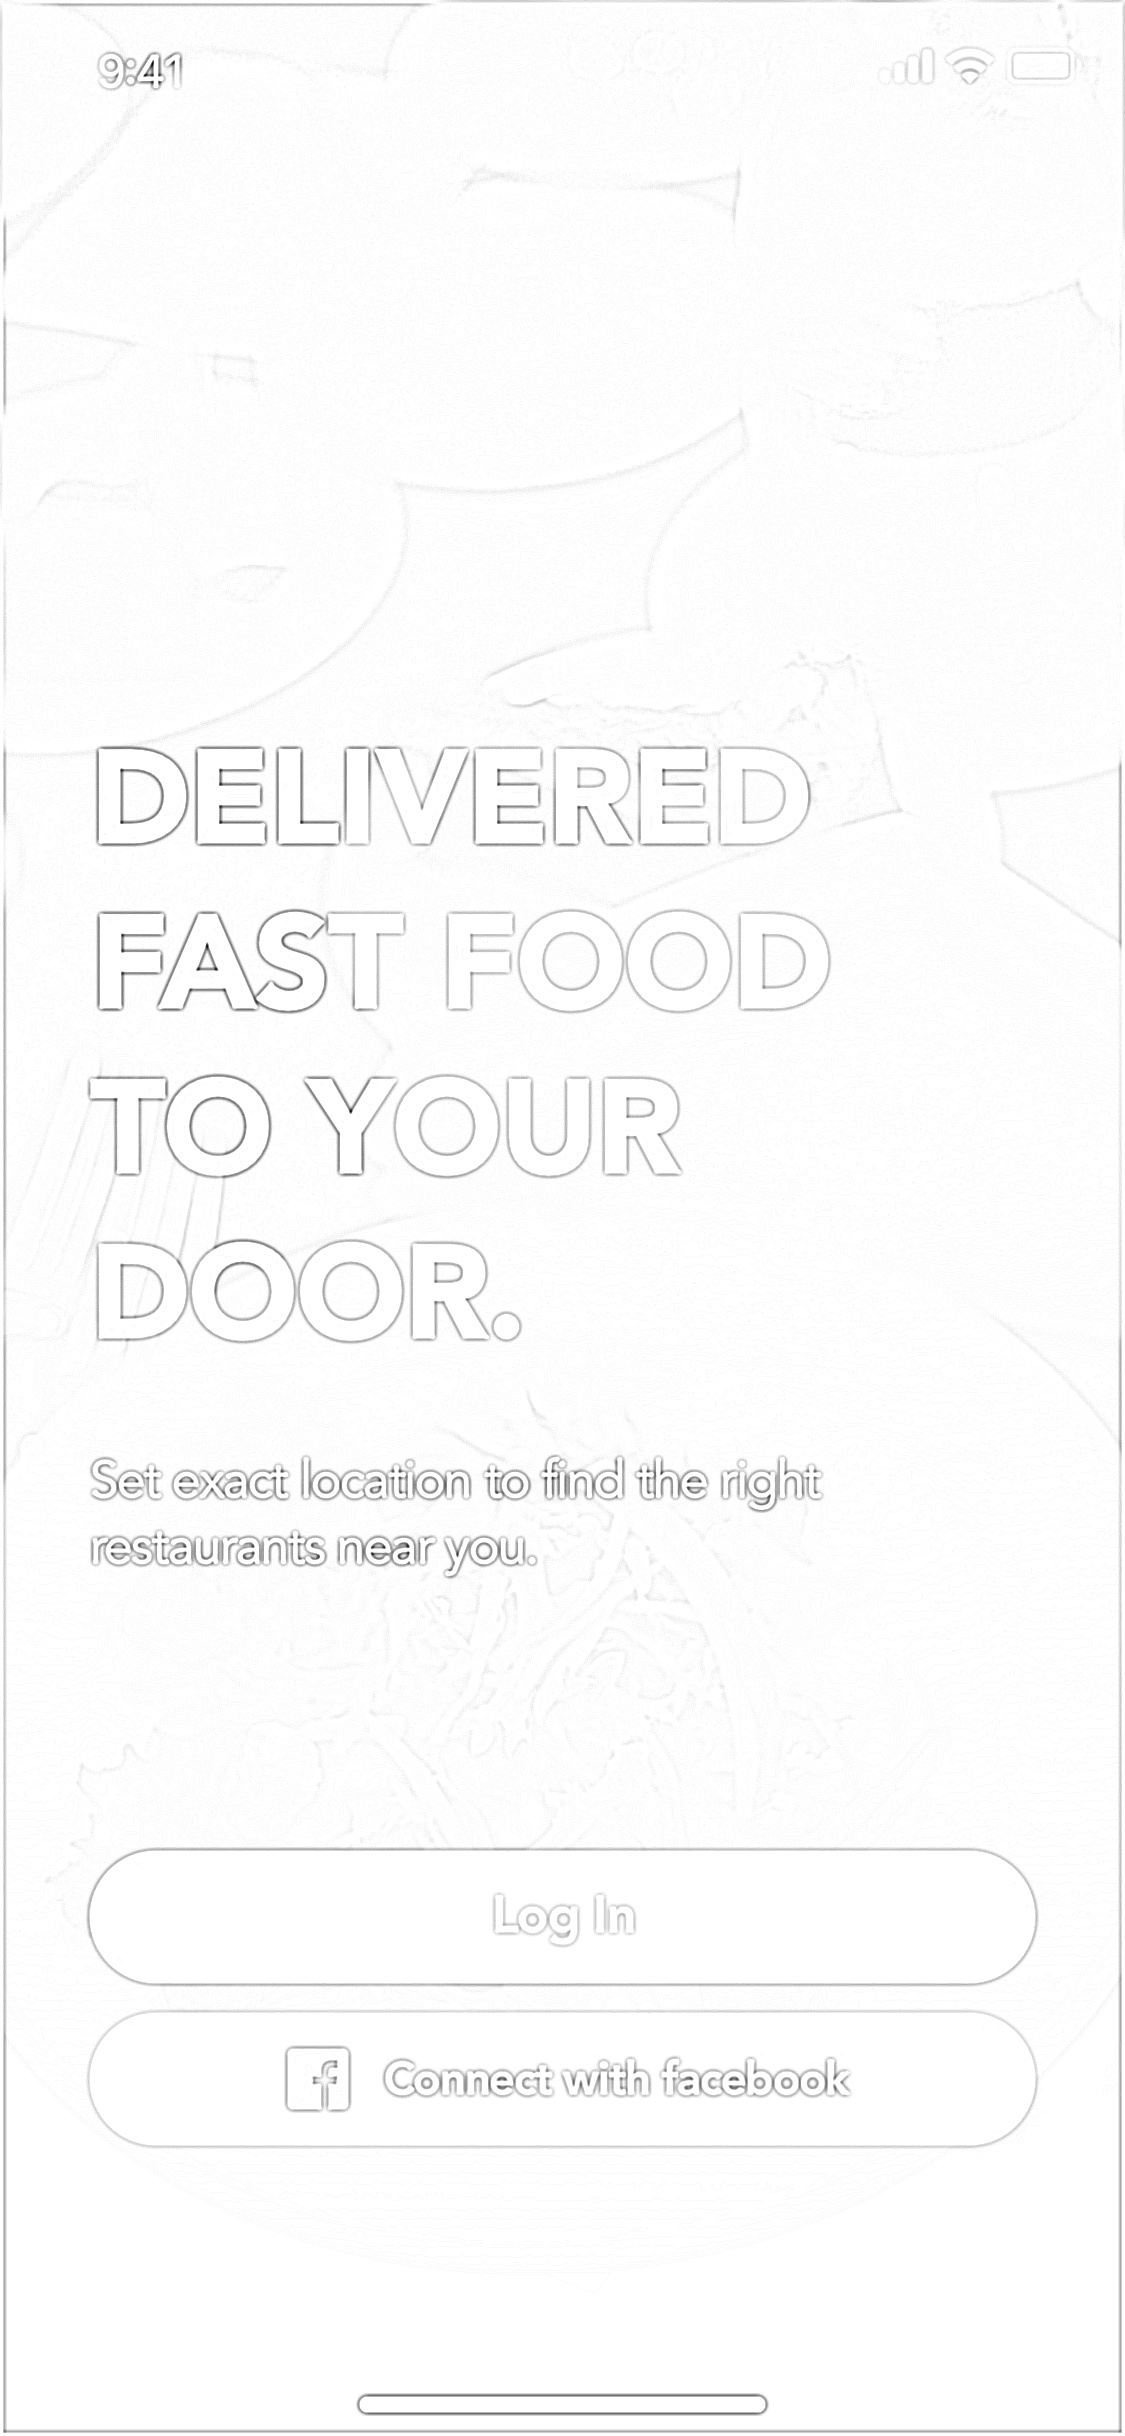 9:41
DELIVERED
FAST FOOD
TO YOUR
DOOR.
Set exact location to find the right
restaurants near you.
Log In
f Connect with facebook